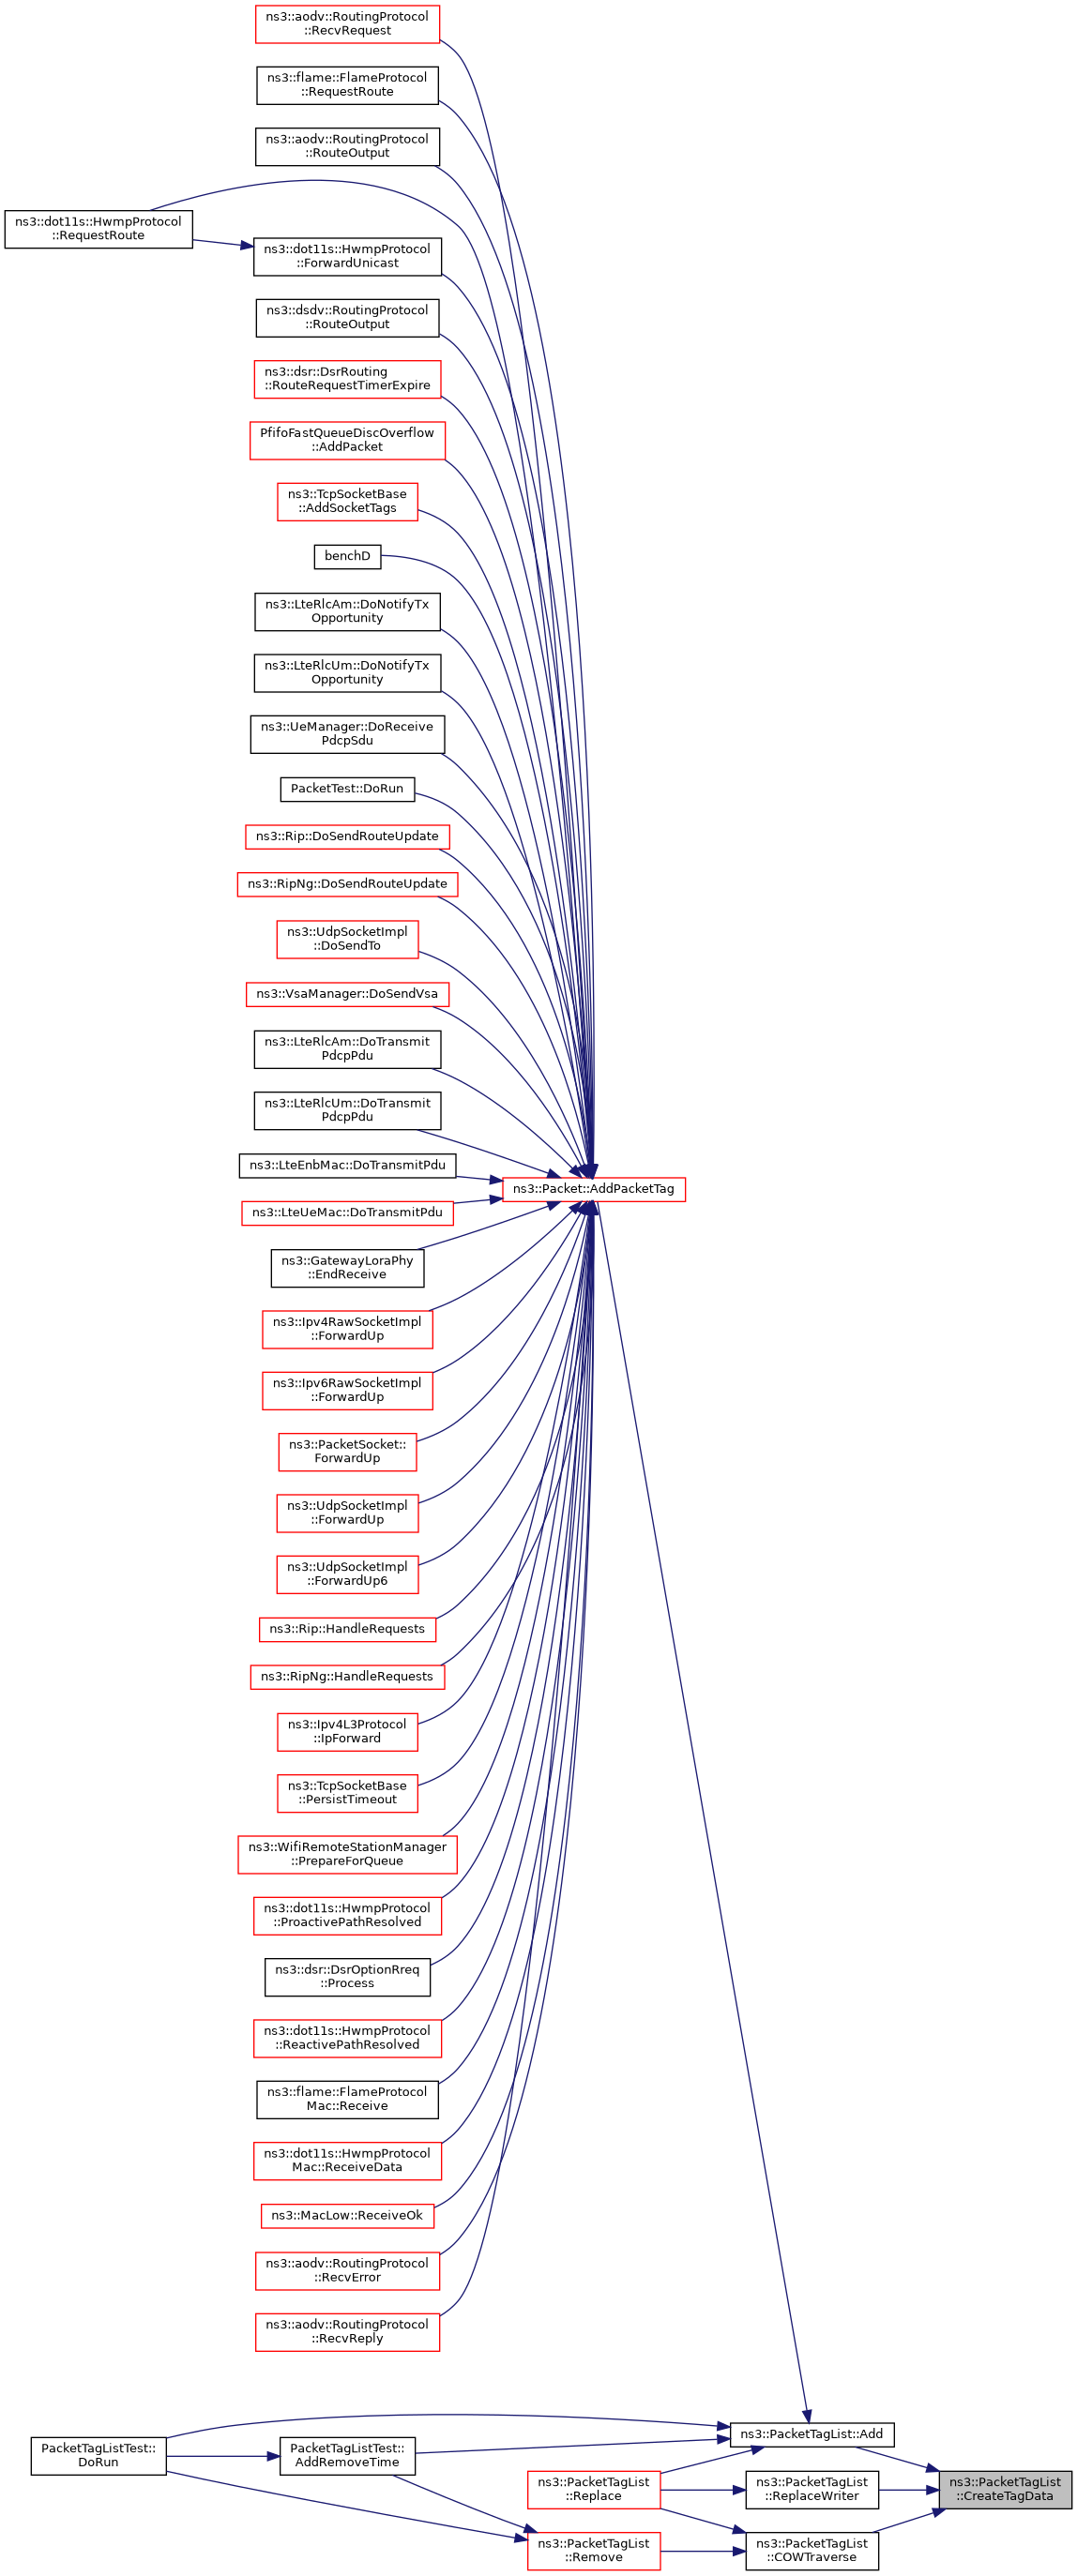 ns3::aodv::RoutingProtocol
::RecvRequest
ns3::flame::FlameProtocol
::RequestRoute
ns3::aodv::RoutingProtocol
::RouteOutput
ns3::dot11s::HwmpProtocol
::RequestRoute
ns3::dot11s::HwmpProtocol
::ForwardUnicast
ns3::dsdv::RoutingProtocol
::RouteOutput
ns3::dsr::DsrRouting
::RouteRequestTimerExpire
PfifoFastQueueDiscOverflow
::AddPacket
ns3::TcpSocketBase
::AddSocketTags
benchD
ns3::LteRlcAm::DoNotifyTx
Opportunity
ns3::LteRlcUm::DoNotifyTx
Opportunity
ns3::UeManager::DoReceive
PdcpSdu
PacketTest::DoRun
ns3::Rip::DoSendRouteUpdate
ns3::RipNg::DoSendRouteUpdate
ns3::UdpSocketImpl
::DoSendTo
ns3::VsaManager::DoSendVsa
ns3::LteRlcAm::DoTransmit
PdcpPdu
ns3::LteRlcUm::DoTransmit
PdcpPdu
ns3::LteEnbMac::DoTransmitPdu
ns3::Packet::AddPacketTag
ns3::LteUeMac::DoTransmitPdu
ns3::GatewayLoraPhy
::EndReceive
ns3::Ipv4RawSocketImpl
::ForwardUp
ns3::Ipv6RawSocketImpl
::ForwardUp
ns3::PacketSocket::
ForwardUp
ns3::UdpSocketImpl
::ForwardUp
ns3::UdpSocketImpl
::ForwardUp6
ns3::Rip::HandleRequests
ns3::RipNg::HandleRequests
ns3::Ipv4L3Protocol
::IpForward
ns3::TcpSocketBase
::PersistTimeout
ns3::WifiRemoteStationManager
::PrepareForQueue
ns3::dot11s::HwmpProtocol
::ProactivePathResolved
ns3::dsr::DsrOptionRreq
::Process
ns3::dot11s::HwmpProtocol
::ReactivePathResolved
ns3::flame::FlameProtocol
Mac::Receive
ns3::dot11s::HwmpProtocol
Mac::ReceiveData
ns3::MacLow::ReceiveOk
ns3::aodv::RoutingProtocol
::RecvError
ns3::aodv::RoutingProtocol
::RecvReply
ns3::PacketTagList::Add
PacketTagListTest::
DoRun
PacketTagListTest::
AddRemoveTime
ns3::PacketTagList
::Replace
ns3::PacketTagList
::ReplaceWriter
ns3::PacketTagList
::CreateTagData
ns3::PacketTagList
::Remove
ns3::PacketTagList
::COWTraverse